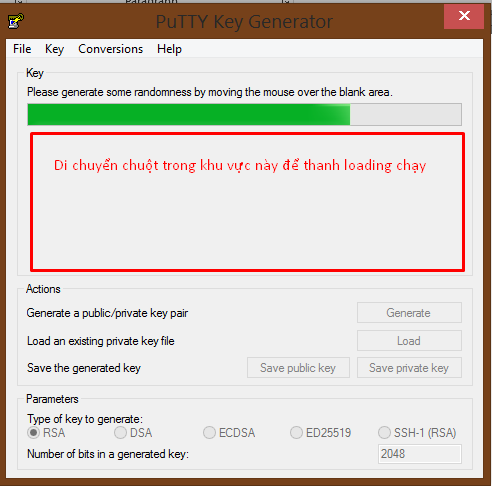 PuTTY Key Generator
File Key Conversions Help
Key
Please generate some randomness by moving the mouse over the blank area.
Di chuyển chuột trong khu vực này để thanh loading chạy
Actions
Generate a public/private key pair
Generate
Load an existing private key file
Load
Save the generated key
Save public key
Save private key
Parameters
Type of key to generate:
RSA DSA ECDSA ED25519 SSH-1 (RSA)
Number of bits in a generated key:
2048